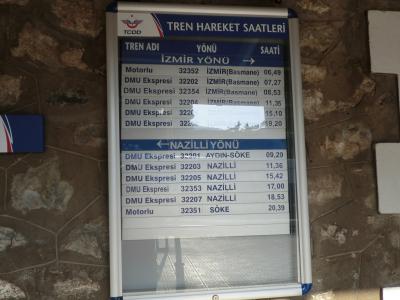 TCDD
TREN HAREKET SAATLERİ
TREN ADI YÖNÜ SAATİ
İZMİR YÖNÜ
Motorlu 32352 İZMİR(Basmane) 06,49
DMU Ekspresi 32202 İZMİR(Basmane) 07,27
DMU Ekspresi 32354 İZMİR(Basmane) 08,53
DMU Ekspresi 32204 11,36
DMU Ekspresi 15,10
DMU Ekspresi 19,20
NAZİLLİ YÖNÜ
DMU Ekspresi 32201 AYDIN-SÖKE 09,20
DMU Ekspresi 32203 NAZİLLİ 11,36
DMU Ekspresi 32205 NAZİLLİ 15,42
DMU Ekspresi 32353 NAZİLLİ 17,00
DMU Ekspresi 32207 NAZİLLİ 18,53
Motorlu 32351 SÖKE 20,39